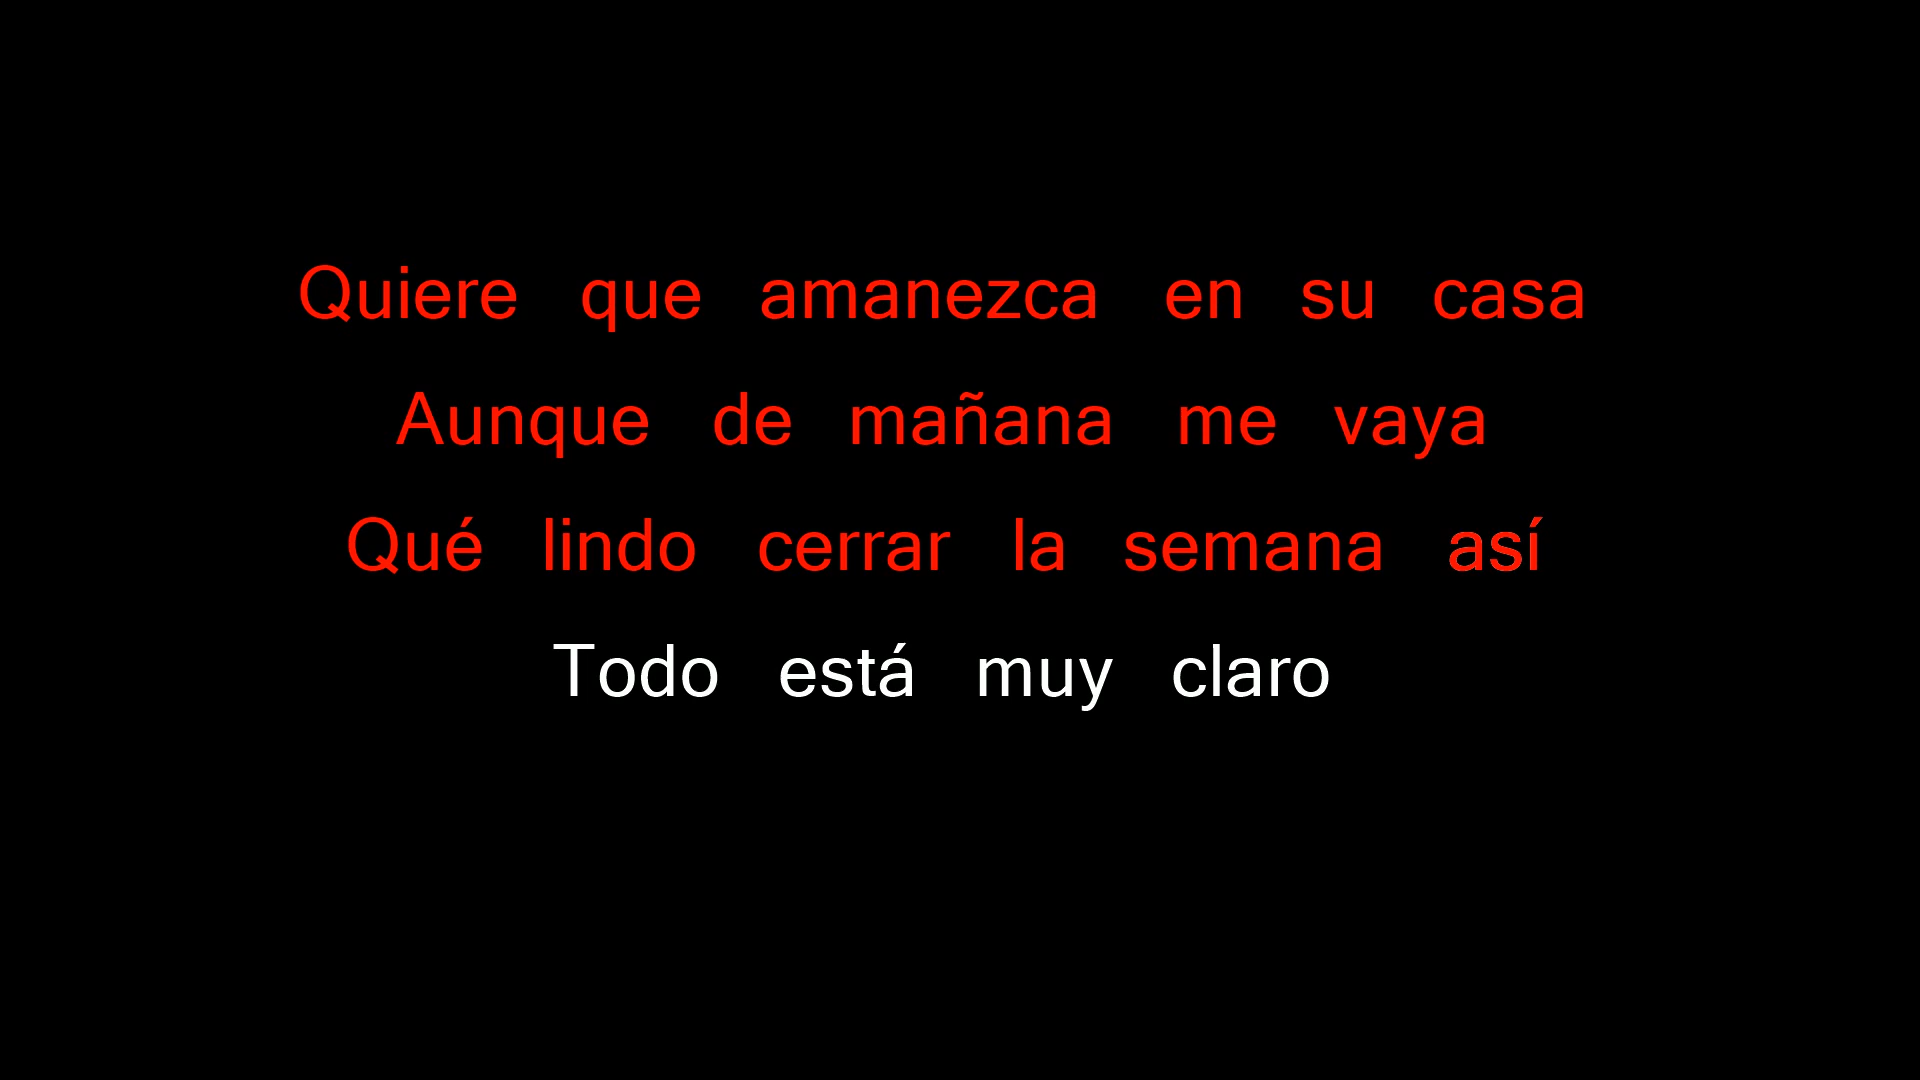 Quiere que amanezca en su casa
Aunque de mañana me vaya
Qué lindo cerrar la semana así
Todo está muy claro